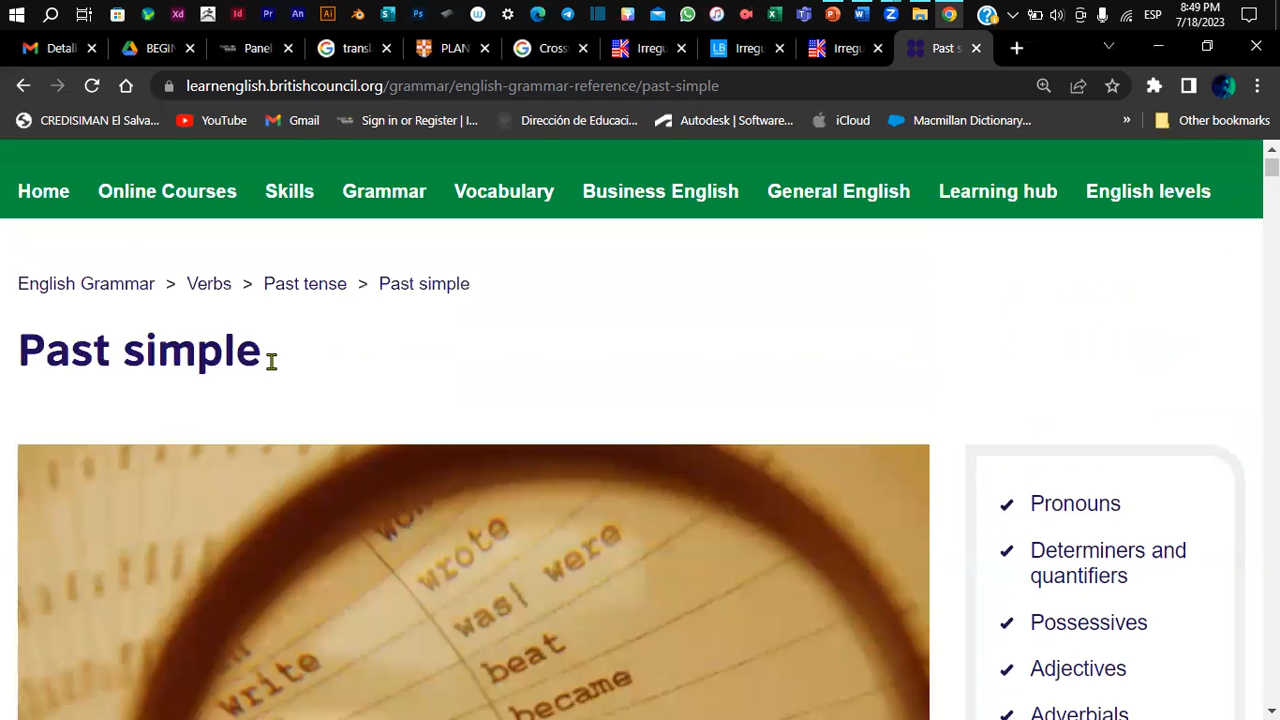 8:49 PM
ESP
7/18/2023
Detail
BEGIN
Panel
transl
PLAN
Cross
Irregu
Irregu
Irregu
Past s
learnenglish.britishcouncil.org/grammar/english-grammar-reference/past-simple
CREDISIMAN El Salva...
YouTube
Gmail
Sign in or Register | I...
Dirección de Educaci...
Autodesk | Software...
iCloud
Macmillan Dictionary...
»
Other bookmarks
Home
Online Courses
Skills
Grammar
Vocabulary
Business English
General English
Learning hub
English levels
English Grammar > Verbs > Past tense > Past simple
Past simple
wrote
was| were
beat
write
became
Pronouns
Determiners and
quantifiers
Possessives
Adjectives
Adverbials